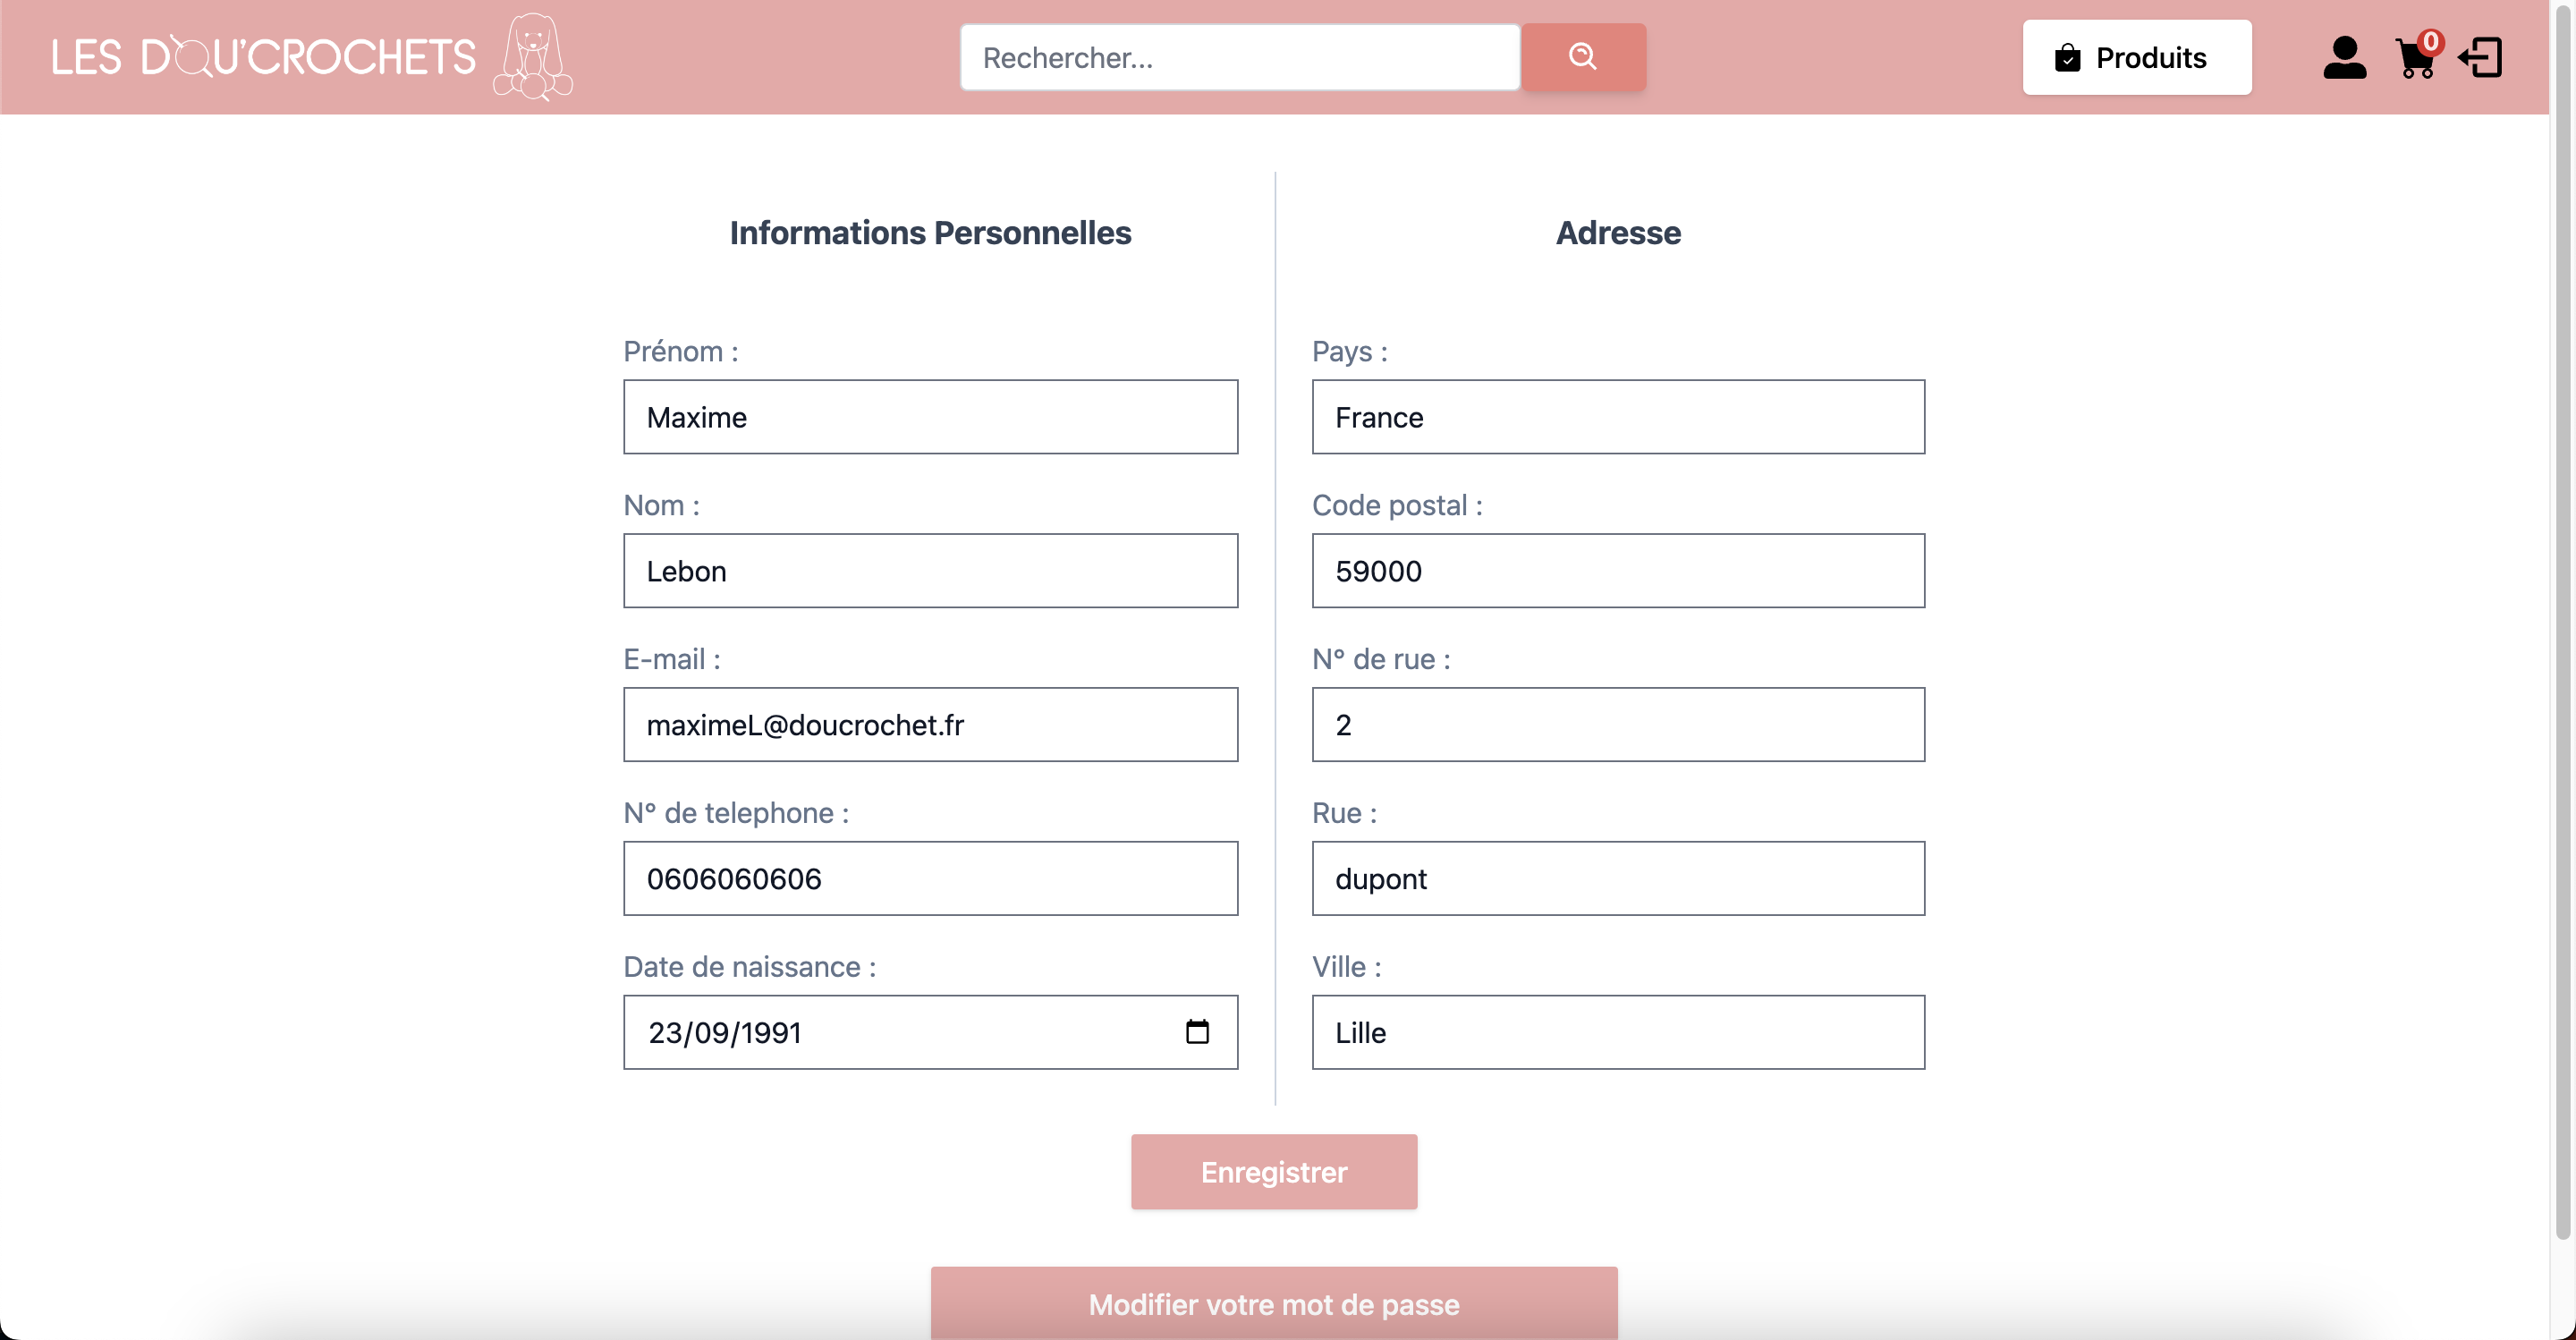 LES DOU'CROCHETS
Rechercher...
Produits
0
Informations Personnelles
Prénom :
Maxime
Nom :
Lebon
E-mail :
maximeL@doucrochet.fr
N° de telephone :
0606060606
Date de naissance :
23/09/1991
Adresse
Pays :
France
Code postal :
59000
N° de rue :
2
Rue :
dupont
Ville :
Lille
Enregistrer
Modifier votre mot de passe